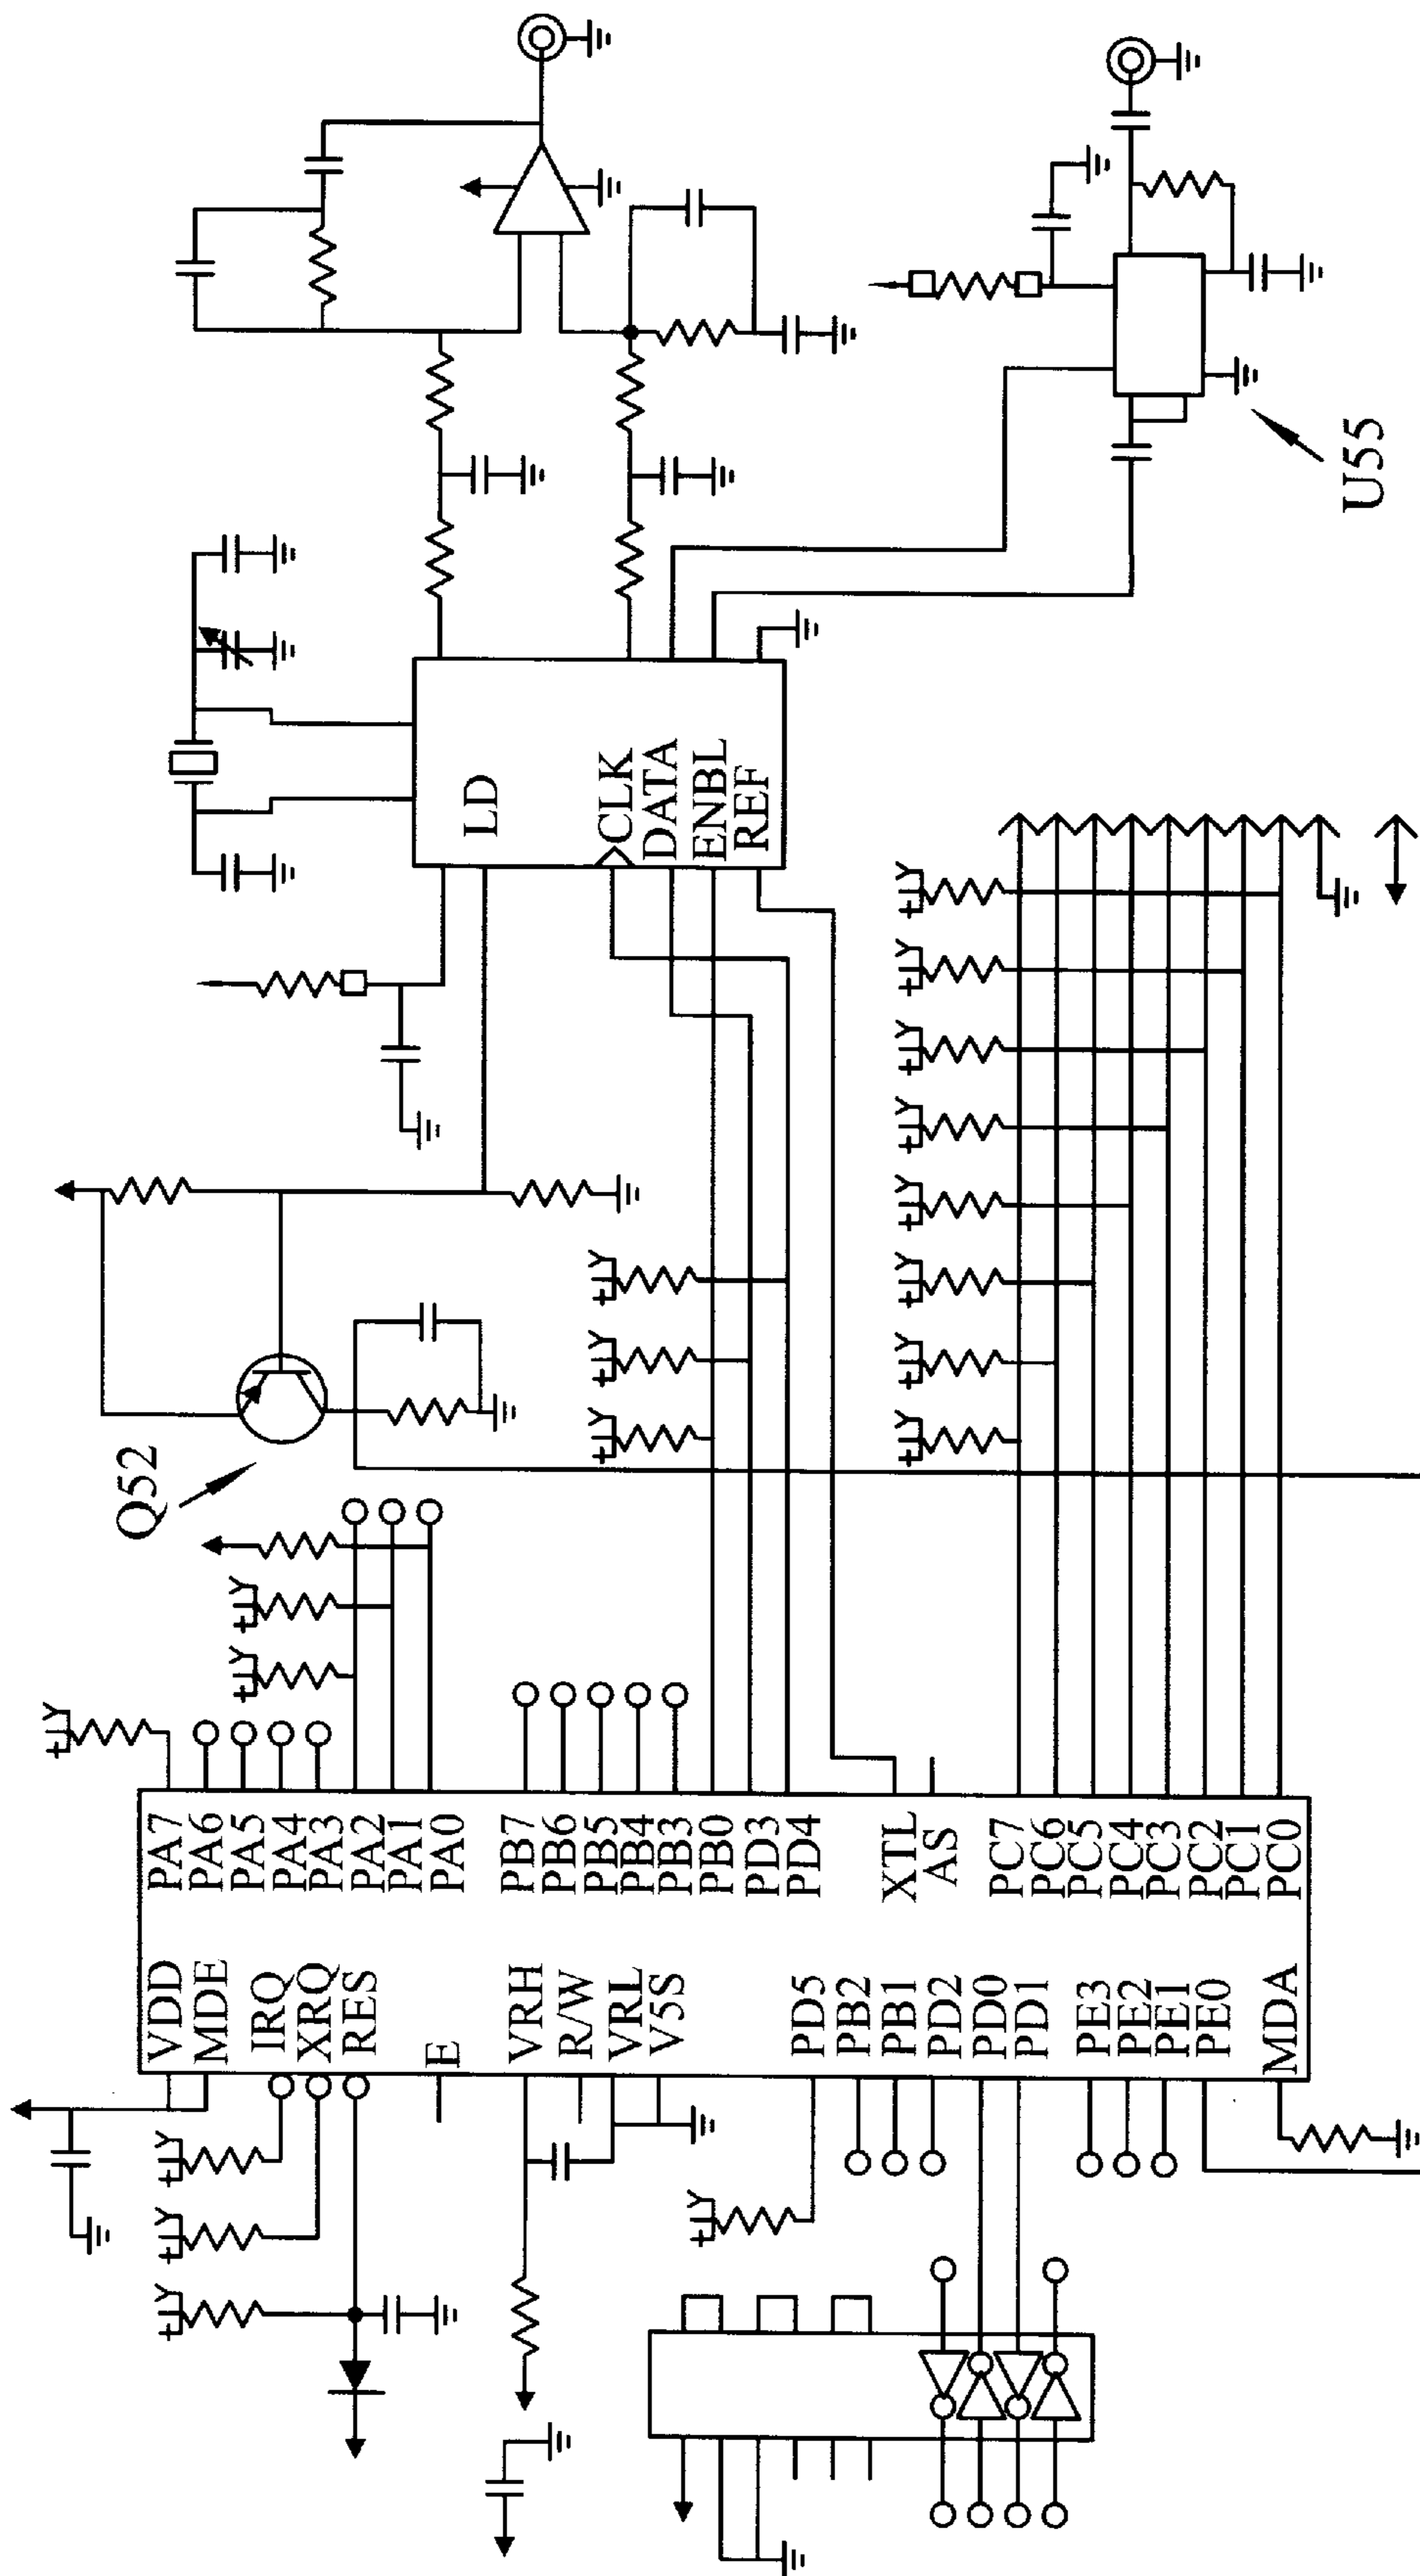 U55
LD
CLK
DATA
ENBL
REF
Q52
+Y
+Y
+Y
+Y
+Y
+Y
+Y
+Y
+Y
+Y
+Y
+Y
+Y
+Y
PA7
PA6
PA5
PA4
PA3
PA2
PA1
PA0
PB7
PB6
PB5
PB4
PB3
PB0
PD3
PD4
XTL
AS
PC7
PC6
PC5
PC4
PC3
PC2
PC1
PC0
VDD
MDE
IRQ
XRQ
RES
E
VRH
R/W
VRL
V5S
PD5
PB2
PB1
PD2
PD0
PD1
PE3
PE2
PE1
PE0
MDA
+Y
+Y
+Y
+Y